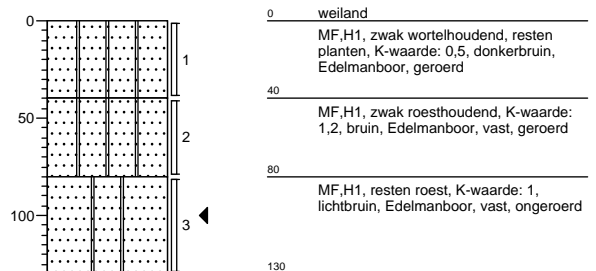 0
50
100
1
2
3
0 weiland
MF,H1, zwak wortelhoudend, resten
planten, K-waarde: 0,5, donkerbruin,
Edelmanboor, geroerd
40
MF,H1, zwak roesthoudend, K-waarde:
1,2, bruin, Edelmanboor, vast, geroerd
80
MF,H1, resten roest, K-waarde: 1,
lichtbruin, Edelmanboor, vast, ongeroerd
130